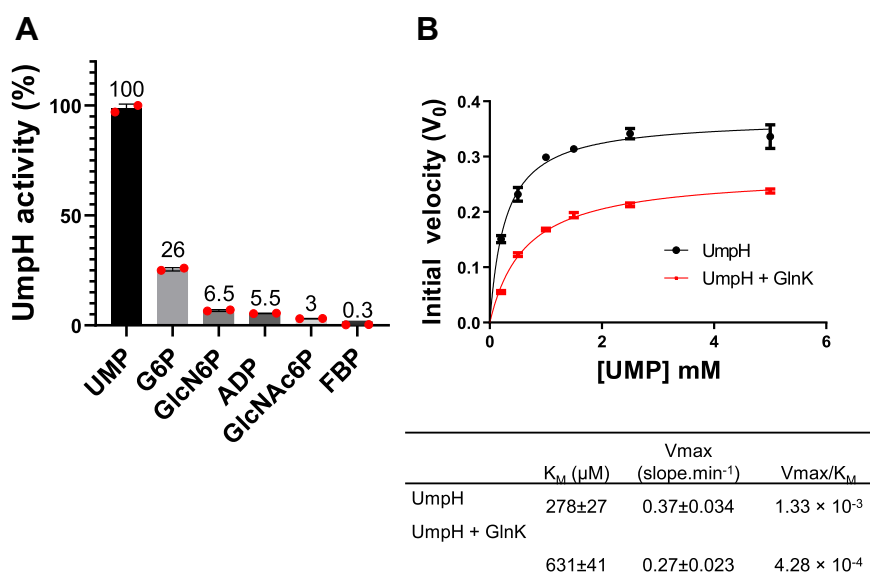 A
UmpH activity (%)
100
50
0
100
26
6.5
5.5
3
0.3
UMP
G6P
GlcN6P
ADP
GlcNAc6P
FBP
B
Initial velocity (V₀)
0.4
0.3
0.2
0.1
0.0
0
2
4
6
[UMP] mM
UmpH
UmpH + GlnK
Vmax
K_M (µM) (slope.min⁻¹) Vmax/K_M
UmpH
278±27 0.37±0.034 1.33 × 10⁻³
UmpH + GlnK
631±41 0.27±0.023 4.28 × 10⁻⁴